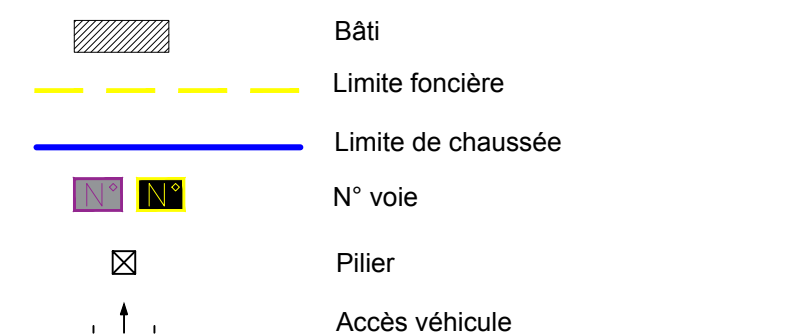 Bâti
Limite foncière
Limite de chaussée
N° N° N° voie
Pilier
Accès véhicule